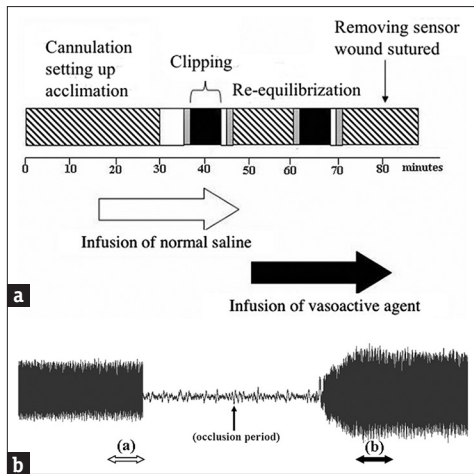 Cannulation
setting up
acclimation
Clipping
Re-equilibrization
Removing sensor
wound sutured
0 10 20 30 40 50 60 70 80 minutes
Infusion of normal saline
Infusion of vasoactive agent
a
(a)
(occlusion period)
(b)
b